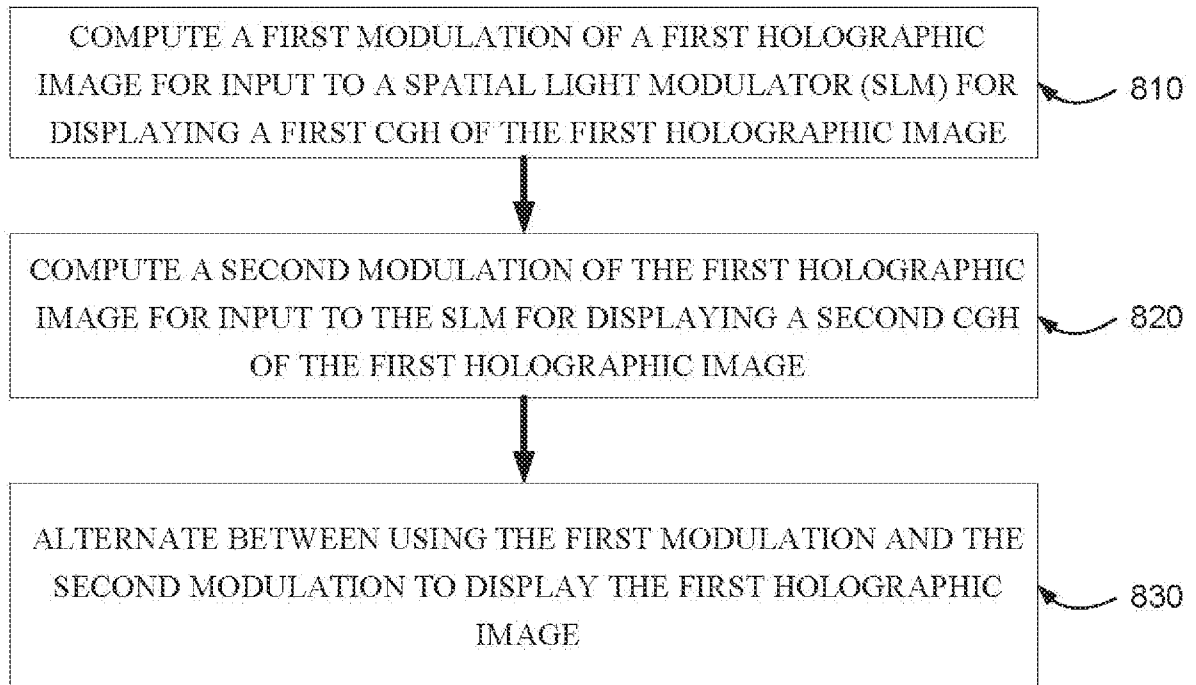 COMPUTE A FIRST MODULATION OF A FIRST HOLOGRAPHIC
IMAGE FOR INPUT TO A SPATIAL LIGHT MODULATOR (SLM) FOR
DISPLAYING A FIRST CGH OF THE FIRST HOLOGRAPHIC IMAGE
810
COMPUTE A SECOND MODULATION OF THE FIRST HOLOGRAPHIC
IMAGE FOR INPUT TO THE SLM FOR DISPLAYING A SECOND CGH
OF THE FIRST HOLOGRAPHIC IMAGE
820
ALTERNATE BETWEEN USING THE FIRST MODULATION AND THE
SECOND MODULATION TO DISPLAY THE FIRST HOLOGRAPHIC
IMAGE
830